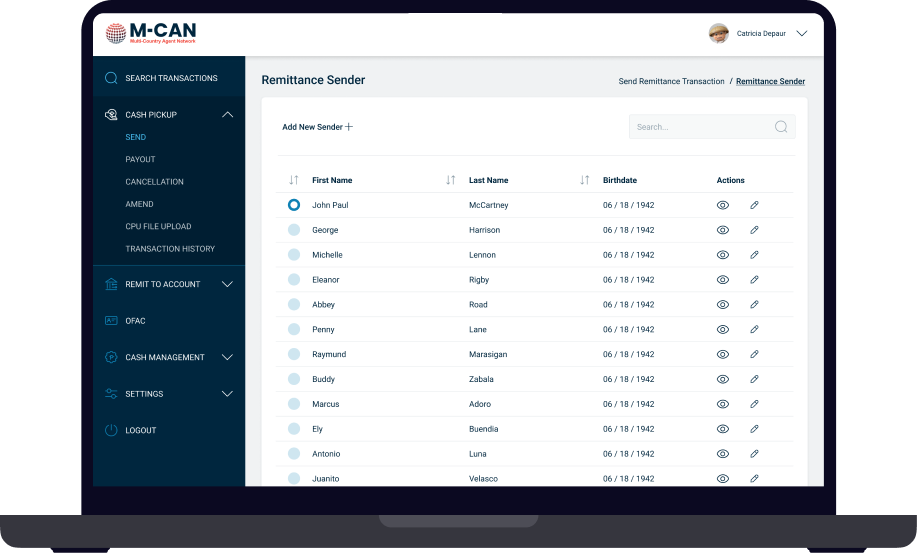 M-CAN
Multi-Country Agent Network
Catricia Depaur
SEARCH TRANSACTIONS
CASH PICKUP
SEND
PAYOUT
CANCELLATION
AMEND
CPU FILE UPLOAD
TRANSACTION HISTORY
REMIT TO ACCOUNT
OFAC
CASH MANAGEMENT
SETTINGS
LOGOUT
Remittance Sender
Send Remittance Transaction / Remittance Sender
Add New Sender
Search...
First Name Last Name Birthdate Actions
John Paul McCartney 06 / 18 / 1942
George Harrison 06 / 18 / 1942
Michelle Lennon 06 / 18 / 1942
Eleanor Rigby 06 / 18 / 1942
Abbey Road 06 / 18 / 1942
Penny Lane 06 / 18 / 1942
Raymund Marasigan 06 / 18 / 1942
Buddy Zabala 06 / 18 / 1942
Marcus Adoro 06 / 18 / 1942
Ely Buendia 06 / 18 / 1942
Antonio Luna 06 / 18 / 1942
Juanito Velasco 06 / 18 / 1942